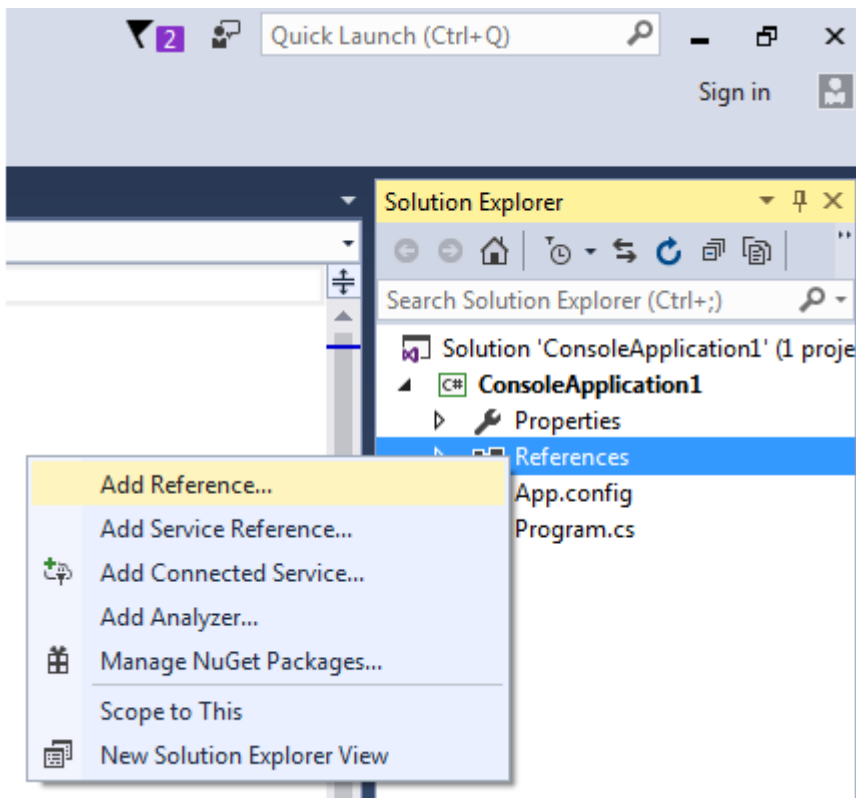 2
Quick Launch (Ctrl+Q)
Sign in
Solution Explorer
Search Solution Explorer (Ctrl+;)
Solution 'ConsoleApplication1' (1 proje
C# ConsoleApplication1
Properties
References
App.config
Program.cs
Add Reference...
Add Service Reference...
Add Connected Service...
Add Analyzer...
Manage NuGet Packages...
Scope to This
New Solution Explorer View